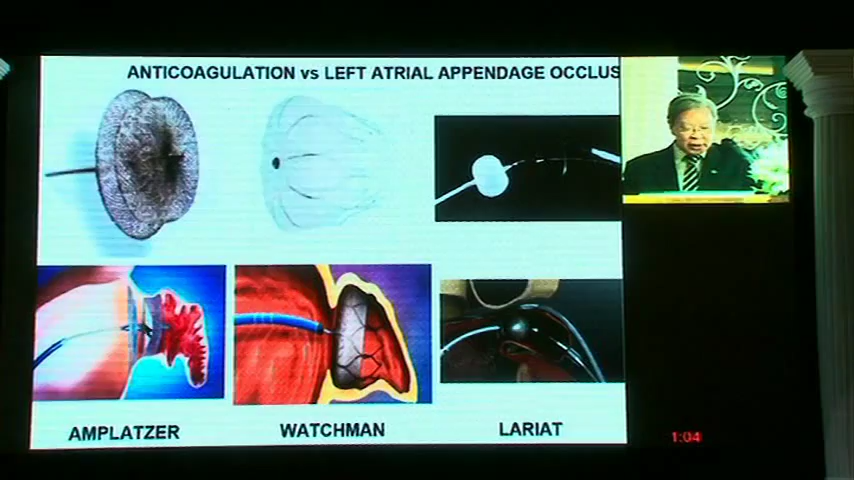 ANTICOAGULATION vs LEFT ATRIAL APPENDAGE OCCLUS
AMPLATZER
WATCHMAN
LARIAT
1:04